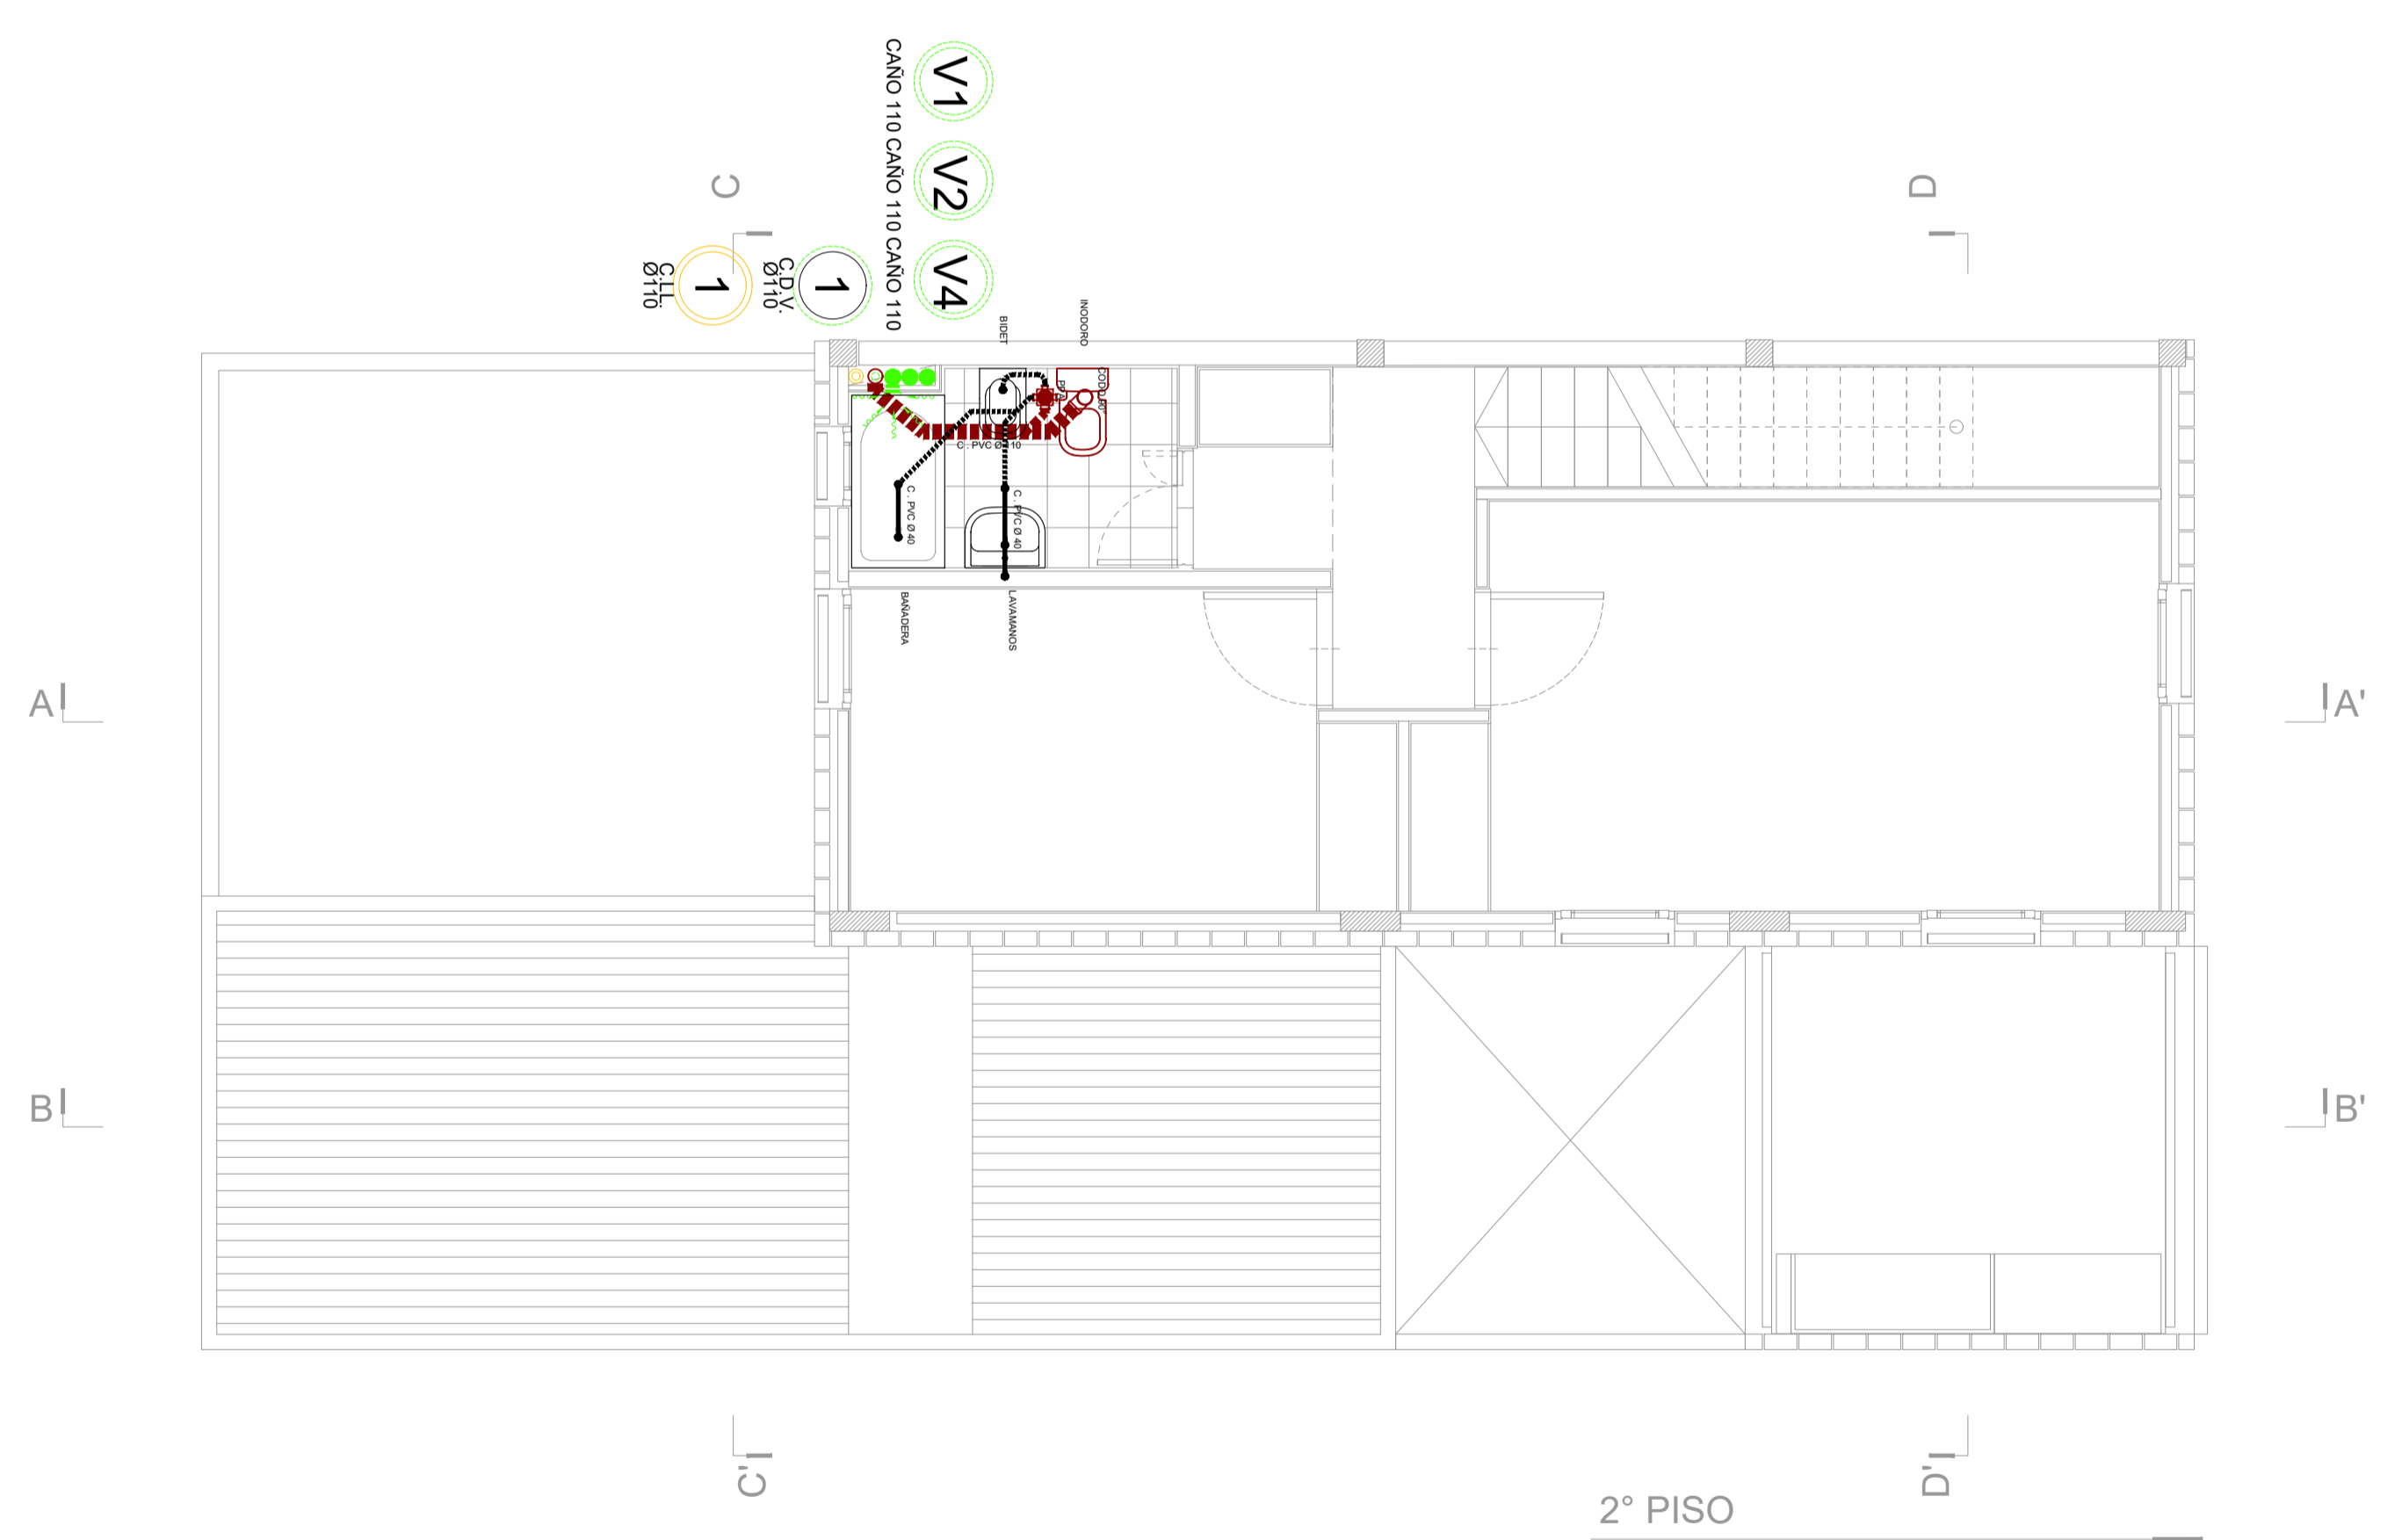 V1
V2
V4
CAÑO 110 CAÑO 110 CAÑO 110
C
D
1
C.LL.
Ø110
1
C.D.V.
Ø110
BIDET
INODORO
C . PVC Ø 110
C . PVC Ø 40
C . PVC Ø 40
BAÑADERA
LAVAMANOS
A
A'
B
B'
C'
D'
2° PISO